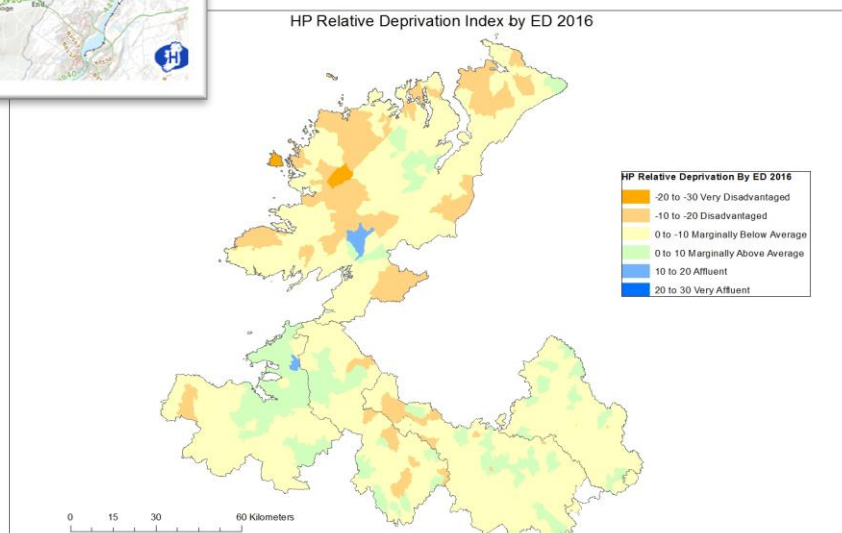 End
HP Relative Deprivation Index by ED 2016
HP Relative Deprivation By ED 2016
-20 to -30 Very Disadvantaged
-10 to -20 Disadvantaged
0 to -10 Marginally Below Average
0 to 10 Marginally Above Average
10 to 20 Affluent
20 to 30 Very Affluent
0 15 30 60 Kilometers